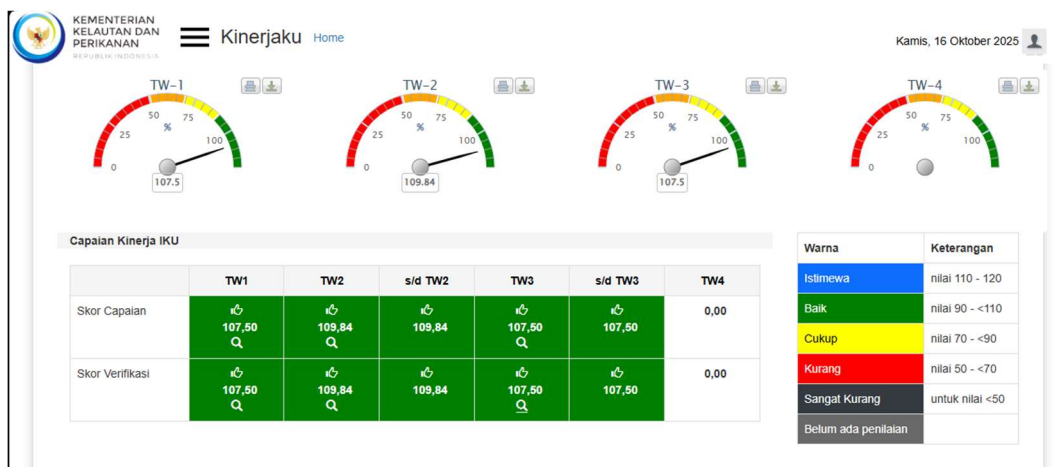 KEMENTERIAN
KELAUTAN DAN
PERIKANAN
REPUBLIK INDONESIA
Kinerjaku Home
Kamis, 16 Oktober 2025
TW-1
0 25 50 75 100
%
107.5
TW-2
0 25 50 75 100
%
109.84
TW-3
0 25 50 75 100
%
107.5
TW-4
0 25 50 75 100
%
Capaian Kinerja IKU
TW1 TW2 s/d TW2 TW3 s/d TW3 TW4
Skor Capaian 107,50 109,84 109,84 107,50 107,50 0,00
Skor Verifikasi 107,50 109,84 109,84 107,50 107,50 0,00
Warna Keterangan
Istimewa nilai 110 - 120
Baik nilai 90 - <110
Cukup nilai 70 - <90
Kurang nilai 50 - <70
Sangat Kurang untuk nilai <50
Belum ada penilaian